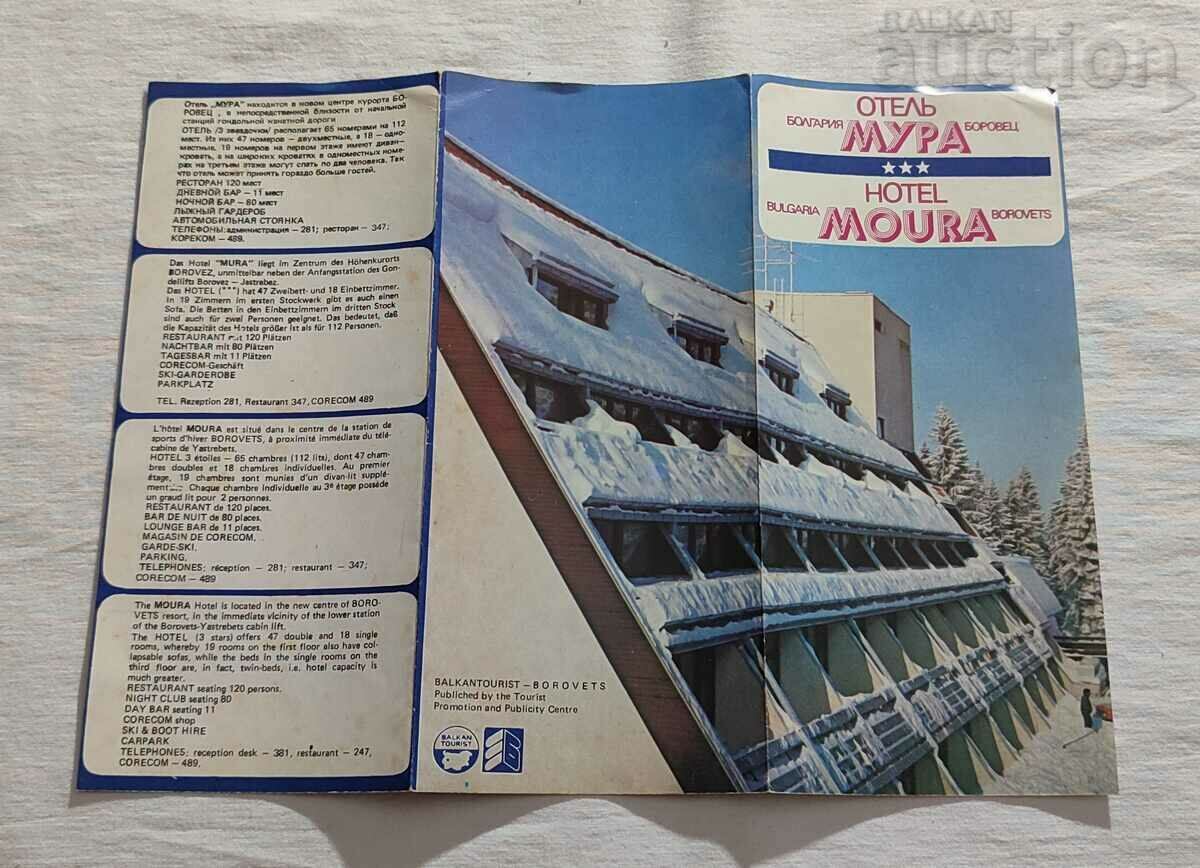 BALKAN
auction
Отель „МУРА" находится в новом центре курорта БО-
РОВЕЦ , в непосредственной близости от начальной
станций гондольной канатной дороги
ОТЕЛЬ /3 звездочки/ располагает 65 номерами на 112
мест. Из них 47 номеров – двухместные, а 18 – одно-
местные, 19 номеров на первом этаже имеют диван-
кровать, а на широких кроватях в одноместных номе-
рах на третьем этаже могут спать по два человека. Так
что отель может принять гораздо больше гостей.
РЕСТОРАН 120 мест
ДНЕВНОЙ БАР – 11 мест
НОЧНОЙ БАР – 80 мест
ЛЫЖНЫЙ ГАРДЕРОБ
АВТОМОБИЛЬНАЯ СТОЯНКА
ТЕЛЕФОНЫ: администрация – 281; ресторан – 347;
КОРЕКОМ – 489.
Das Hotel "MURA" liegt im Zentrum des Höhenkurorts
BOROVEZ, unmittelbar neben der Anfangsstation des Gon-
dellifts Borovez – Jastrebez.
Das HOTEL (***) hat 47 Zweibett- und 18 Einbettzimmer.
In 19 Zimmern im ersten Stockwerk gibt es auch einen
Sofa. Die Betten in den Einbettzimmern im dritten Stock
sind auch für zwei Personen geeignet. Das bedeutet, daß
die Kapazität des Hotels größer ist als für 112 Personen.
RESTAURANT mit 120 Plätzen
NACHTBAR mit 80 Plätzen
TAGESBAR mit 11 Plätzen
CORECOM-Geschäft
SKI-GARDEROBE
PARKPLATZ
TEL. Rezeption 281, Restaurant 347, CORECOM 489
L'hôtel MOURA est situé dans le centre de la station de
sports d'hiver BOROVETS, à proximité immédiate du télé-
cabine de Yastrebets.
HOTEL 3 étoiles – 65 chambres (112 lits), dont 47 cham-
bres doubles et 18 chambres individuelles. Au premier
étage, 19 chambres sont munies d'un divan-lit supplé-
Chaque chambre individuelle au 3e étage possède
un graud lit pour 2 personnes.
RESTAURANT de 120 places.
BAR DE NUIT de 80 places.
LOUNGE BAR de 11 places.
MAGASIN DE CORECOM,
GARDE-SKI.
PARKING.
TELEPHONES: réception – 281; restaurant – 347;
CORECOM – 489
The MOURA Hotel is located in the new centre of BORO-
VETS resort, in the immediate vicinity of the lower station
of the Borovets-Yastrebets cabin lift.
The HOTEL (3 stars) offers 47 double and 18 single
rooms, whereby 19 rooms on the first floor also have col-
lapsable sofas, while the beds in the single rooms on the
third floor are, in fact, twin-beds, i.e. hotel capacity is
much greater.
RESTAURANT seating 120 persons.
NIGHT CLUB seating 80
DAY BAR seating 11
CORECOM shop
SKI & BOOT HIRE
CARPARK
TELEPHONES: reception desk – 381, restaurant – 247,
CORECOM – 489.
BALKANTOURIST – BOROVETS
Publiched by the Tourist
Promotion and Publicity Centre
BALKAN
TOURIST
ОТЕЛЬ
БОЛГАРИЯ МУРА БОРОВЕЦ
HOTEL
BULGARIA MOURA BOROVETS